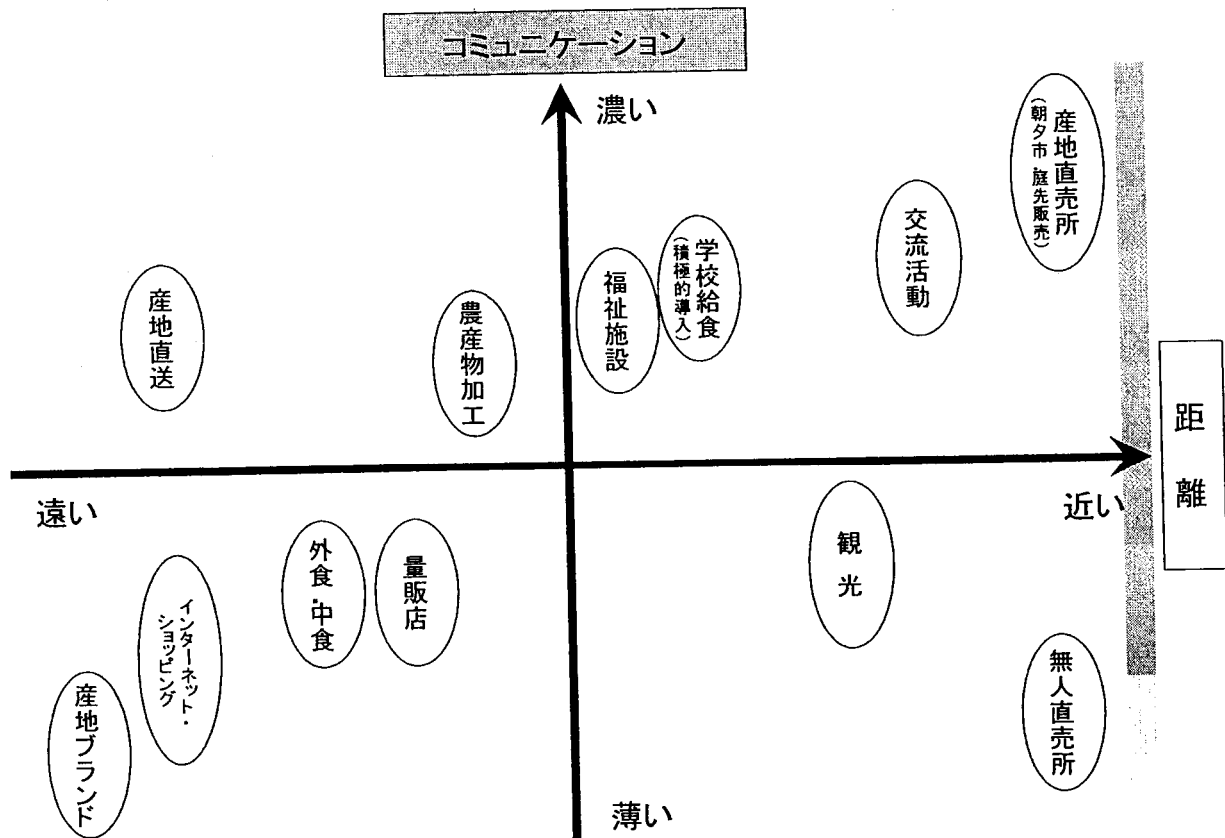 コミュニケーション
濃い
産地直売所
(朝夕市・庭先販売)
交流活動
学校給食
(積極的導入)
福祉施設
農産物加工
産地直送
距離
遠い
近い
観光
量販店
外食・中食
インターネット・
ショッピング
無人直売所
産地ブランド
薄い